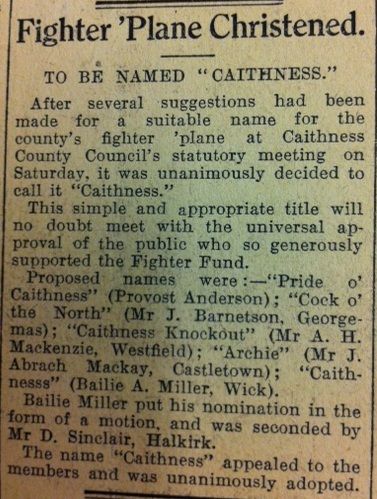 Fighter 'Plane Christened.
TO BE NAMED "CAITHNESS."
After several suggestions had been
made for a suitable name for the
county's fighter 'plane at Caithness
County Council's statutory meeting on
Saturday, it was unanimously decided to
call it "Caithness."
This simple and appropriate title will
no doubt meet with the universal ap-
proval of the public who so generously
supported the Fighter Fund.
Proposed names were:—"Pride o'
Caithness" (Provost Anderson); "Cock o'
the North" (Mr J. Barnetson, George-
mas); "Caithness Knockout" (Mr A. H.
Mackenzie, Westfield); "Archie" (Mr J.
Abrach Mackay, Castletown); "Caith-
nesss" (Bailie A. Miller, Wick).
Bailie Miller put his nomination in the
form of a motion, and was seconded by
Mr D. Sinclair, Halkirk.
The name "Caithness" appealed to the
members and was unanimously adopted.